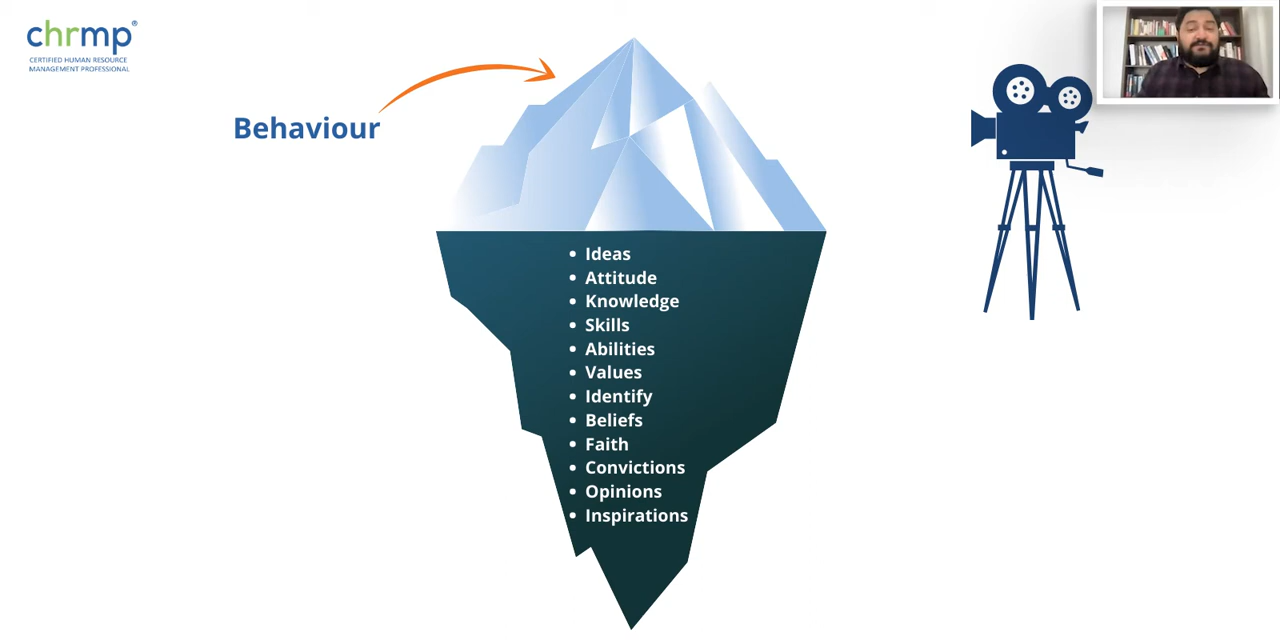 chrmp®
CERTIFIED HUMAN RESOURCE
MANAGEMENT PROFESSIONAL
Behaviour
• Ideas
• Attitude
• Knowledge
• Skills
• Abilities
• Values
• Identify
• Beliefs
• Faith
• Convictions
• Opinions
• Inspirations